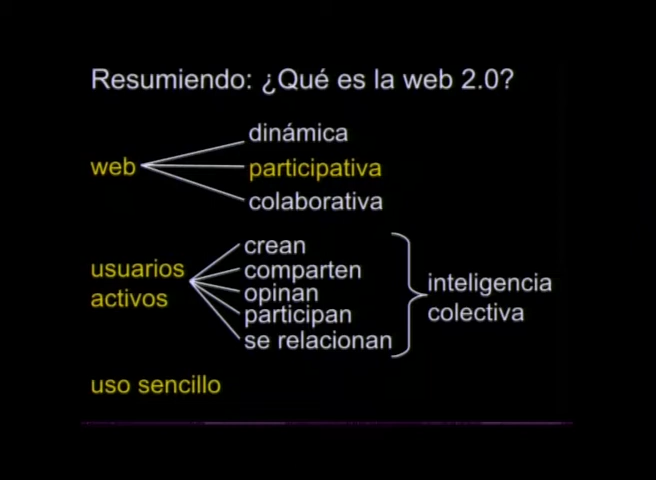 Resumiendo: ¿Qué es la web 2.0?
web
dinámica
participativa
colaborativa
usuarios
activos
crean
comparten
opinan
participan
se relacionan
inteligencia
colectiva
uso sencillo